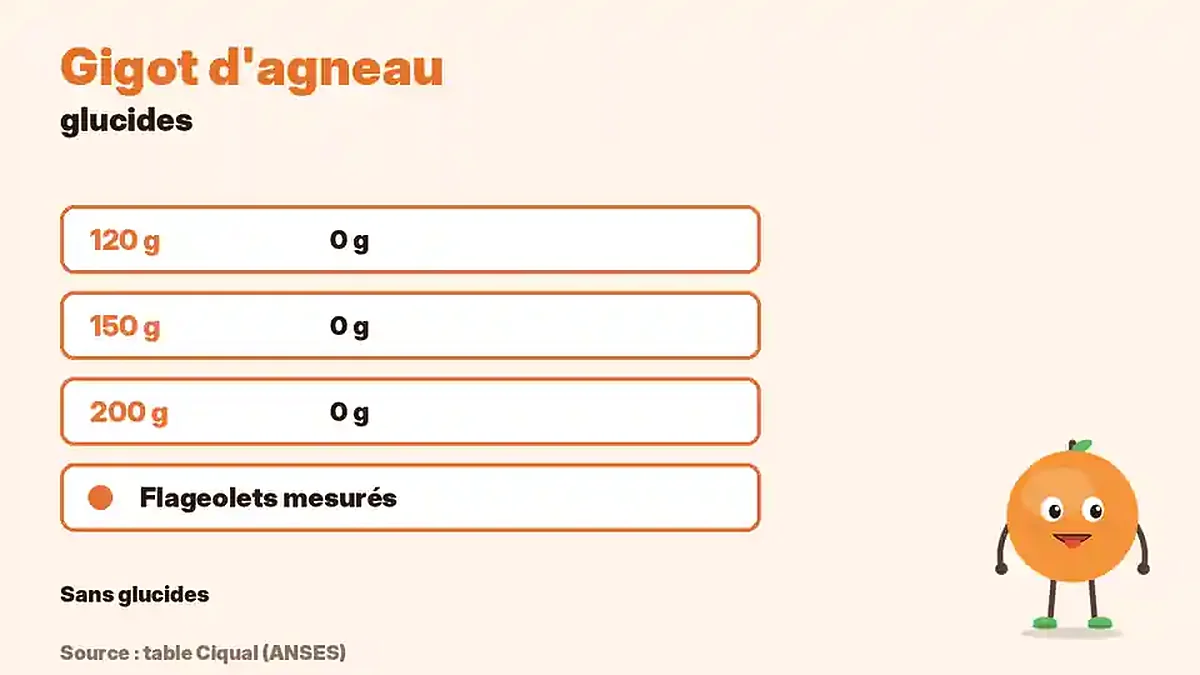 Gigot d'agneau
glucides
120 g 0 g
150 g 0 g
200 g 0 g
Flageolets mesurés
Sans glucides
Source : table Ciqual (ANSES)